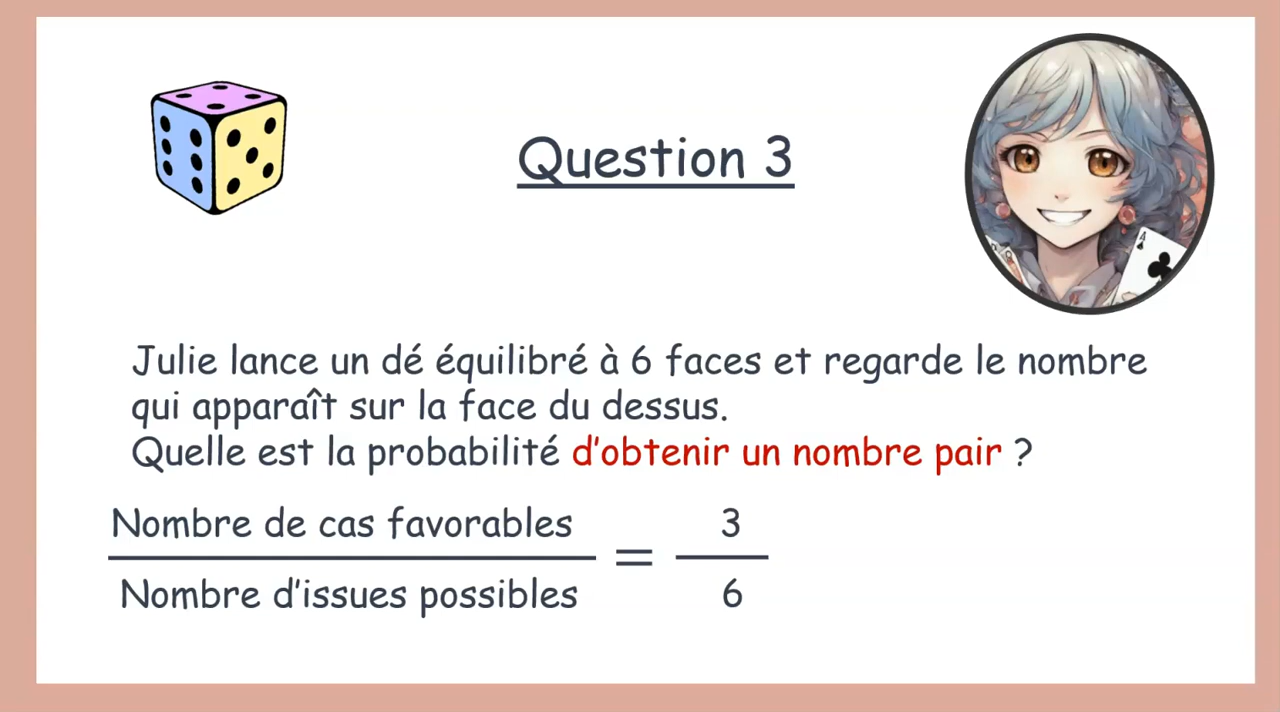 Question 3
Julie lance un dé équilibré à 6 faces et regarde le nombre
qui apparaît sur la face du dessus.
Quelle est la probabilité d'obtenir un nombre pair ?
Nombre de cas favorables
Nombre d'issues possibles
=
3
6
A